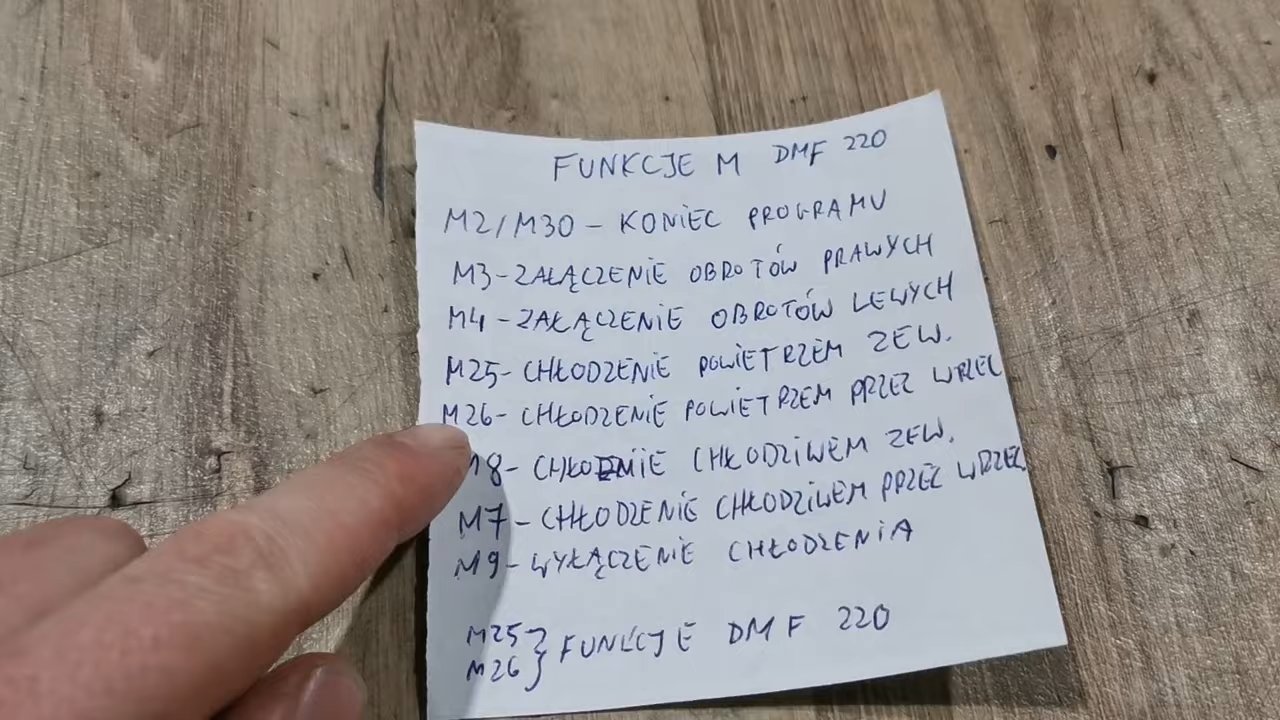 FUNKCJE M DMF 220
M2/M30 - KONIEC PROGRAMU
M3 - ZAŁĄCZENIE OBROTÓW PRAWYCH
M4 - ZAŁĄCZENIE OBROTÓW LEWYCH
M25 - CHŁODZENIE POWIETRZEM ZEW.
M26 - CHŁODZENIE POWIETRZEM PRZEZ WRZEC
M8 - CHŁODZENIE CHŁODZIWEM ZEW.
M7 - CHŁODZENIE CHŁODZIWEM PRZEZ WRZEC
M9 - WYŁĄCZENIE CHŁODZENIA
M25 } FUNKCJE DMF 220
M26